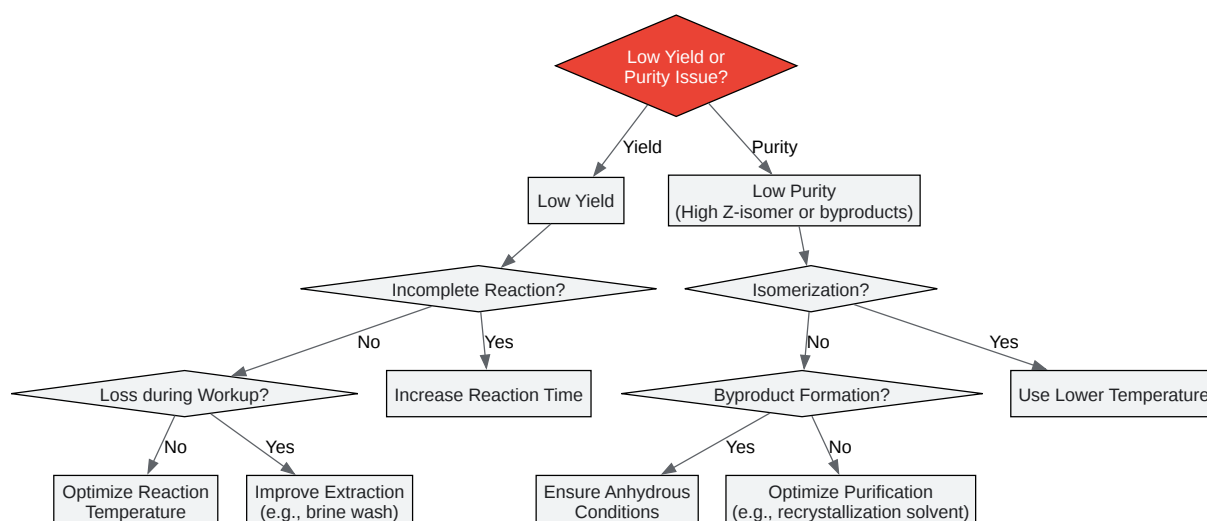 Low Yield or
Purity Issue?
Yield
Purity
Low Yield
Low Purity
(High Z-isomer or byproducts)
Incomplete Reaction?
Isomerization?
No
Yes
No
Yes
Loss during Workup?
Increase Reaction Time
Byproduct Formation?
Use Lower Temperature
No
Yes
Yes
No
Optimize Reaction
Temperature
Improve Extraction
(e.g., brine wash)
Ensure Anhydrous
Conditions
Optimize Purification
(e.g., recrystallization solvent)